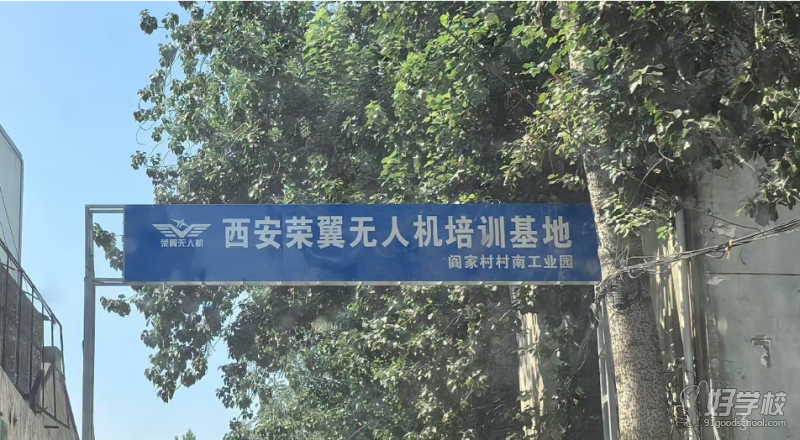 西安荣翼无人机培训基地
荣翼无人机
阎家村村南工业园
好学校
91goodschool.com